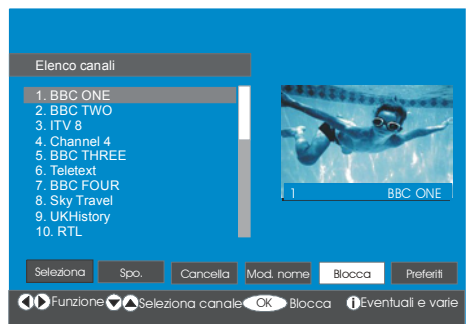 Elenco canali
1. BBC ONE
2. BBC TWO
3. ITV 8
4. Channel 4
5. BBC THREE
6. Teletext
7. BBC FOUR
8. Sky Travel
9. UKHistory
10. RTL
1 BBC ONE
Seleziona Spo. Cancella Mod. nome Blocca Preferiti
Funzione Seleziona canale OK Blocca i Eventuali e varie